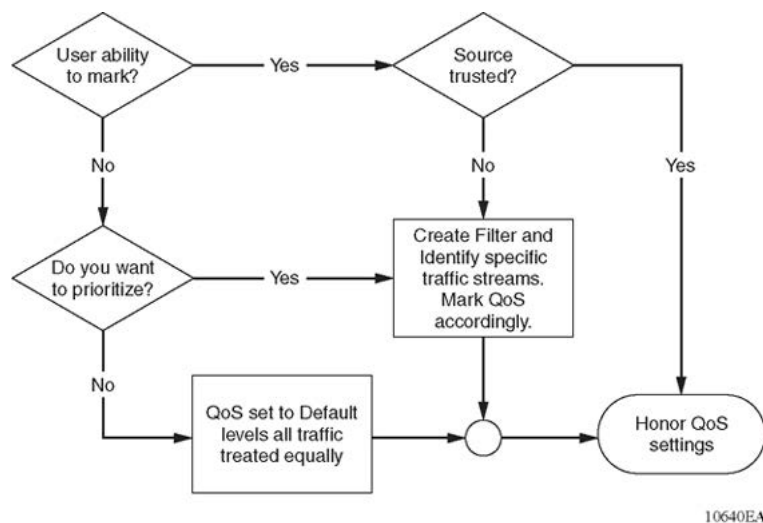 User ability
to mark?
Yes
Source
trusted?
No
No
Yes
Do you want
to prioritize?
Yes
Create Filter and
Identify specific
traffic streams.
Mark QoS
accordingly.
No
QoS set to Default
levels all traffic
treated equally
Honor QoS
settings
10640EA